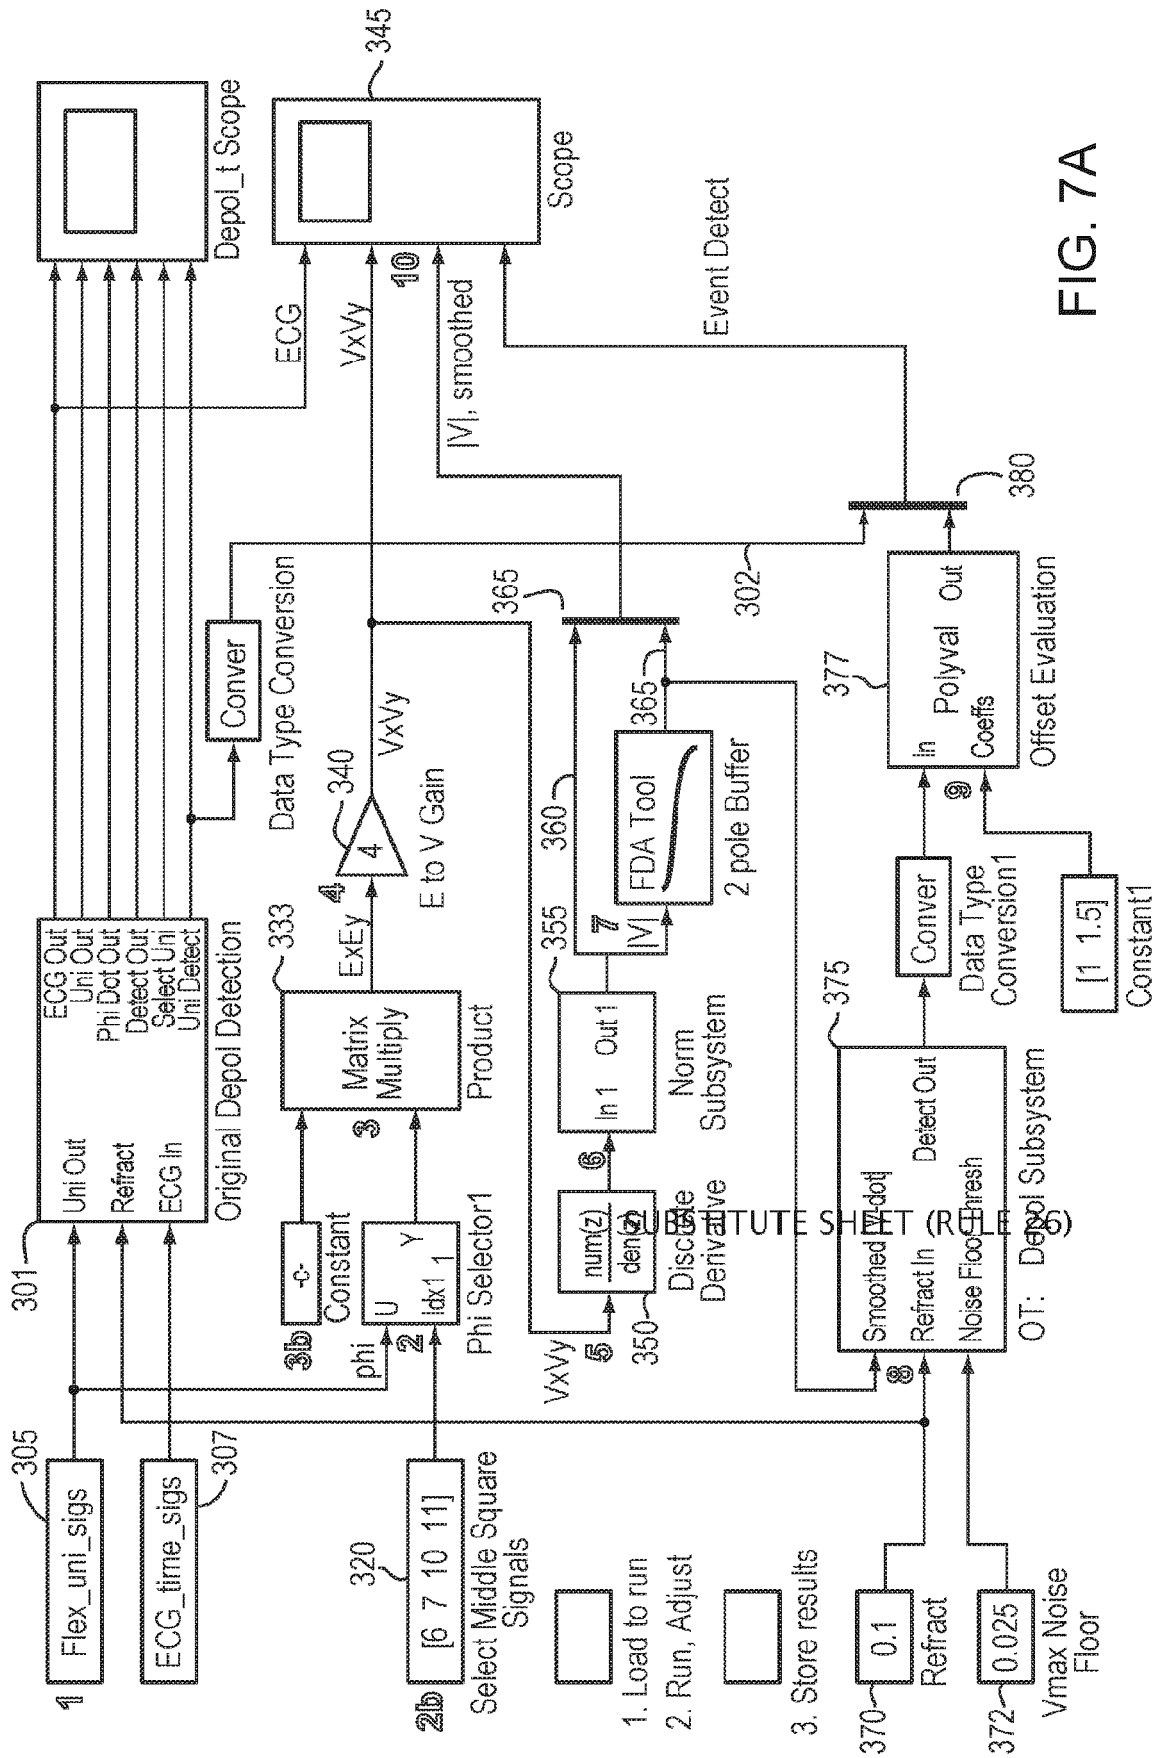 1
Flex_uni_sigs
305
ECG_time_sigs
307
301
Uni Out
Refract
ECG In
ECG Out
Uni Out
Phi Dot Out
Detect Out
Select Uni
Uni Detect
Original Depol Detection
Depol_t Scope
Conver
Data Type Conversion
ECG
VxVy
10
|V|, smoothed
Event Detect
345
Scope
2b
[6 7 10 11]
320
Select Middle Square
Signals
3b
-c-
Constant
phi
2
U
Idx1
Y
1
Phi Selector1
3
Matrix
Multiply
333
Product
ExEy
4
4
340
E to V Gain
VxVy
VxVy
5
350
num(z)
den(z)
Discrete
Derivative
6
In 1 Out 1
355
Norm
Subsystem
7
|V|
360
FDA Tool
2 pole Buffer
365
365
302
1. Load to run
2. Run, Adjust
3. Store results
370
0.1
Refract
372
0.025
Vmax Noise
Floor
8
Smoothed |V-dot|
Refract In
Noise Floor Thresh
Detect Out
375
OT: Depol Subsystem
Conver
Data Type
Conversion1
[1 1.5]
Constant1
9
In
Coeffs
Polyval
Out
377
Offset Evaluation
380
SUBSTITUTE SHEET (RULE 26)
FIG. 7A